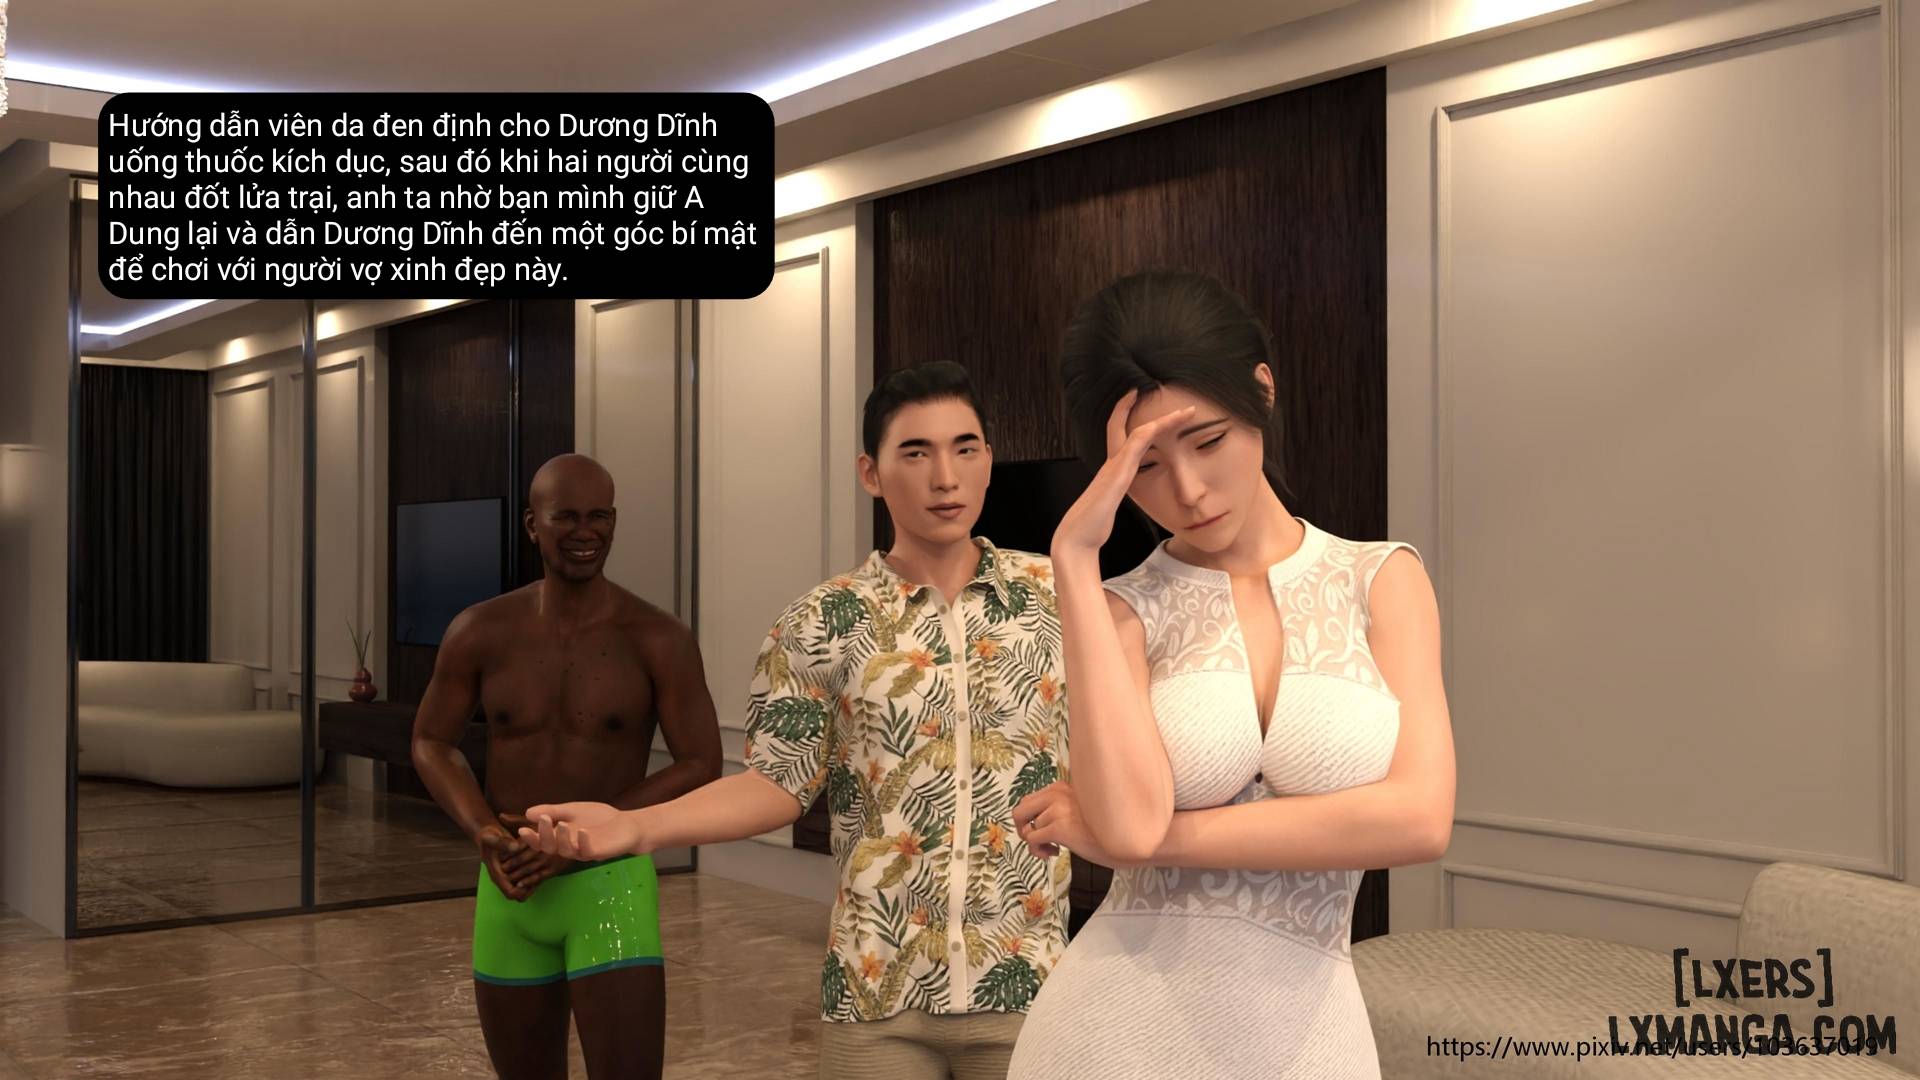 Hướng dẫn viên da đen định cho Dương Dĩnh
uống thuốc kích dục, sau đó khi hai người cùng
nhau đốt lửa trại, anh ta nhờ bạn mình giữ A
Dung lại và dẫn Dương Dĩnh đến một góc bí mật
để chơi với người vợ xinh đẹp này.
[LXERS]
LXMANGA.COM
https://www.pixiv.net/users/103637019